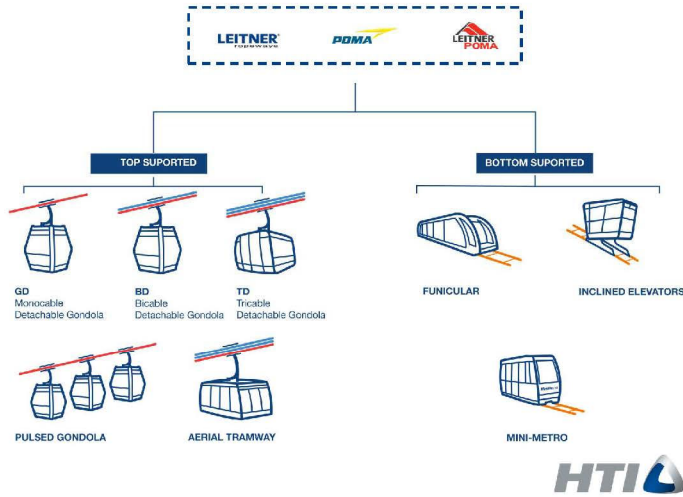 LEITNER
ropeways
POMA
LEITNER
POMA
TOP SUPORTED
BOTTOM SUPORTED
GD
Monocable
Detachable Gondola
BD
Bicable
Detachable Gondola
TD
Tricable
Detachable Gondola
FUNICULAR
INCLINED ELEVATORS
PULSED GONDOLA
AERIAL TRAMWAY
MINI-METRO
HTI